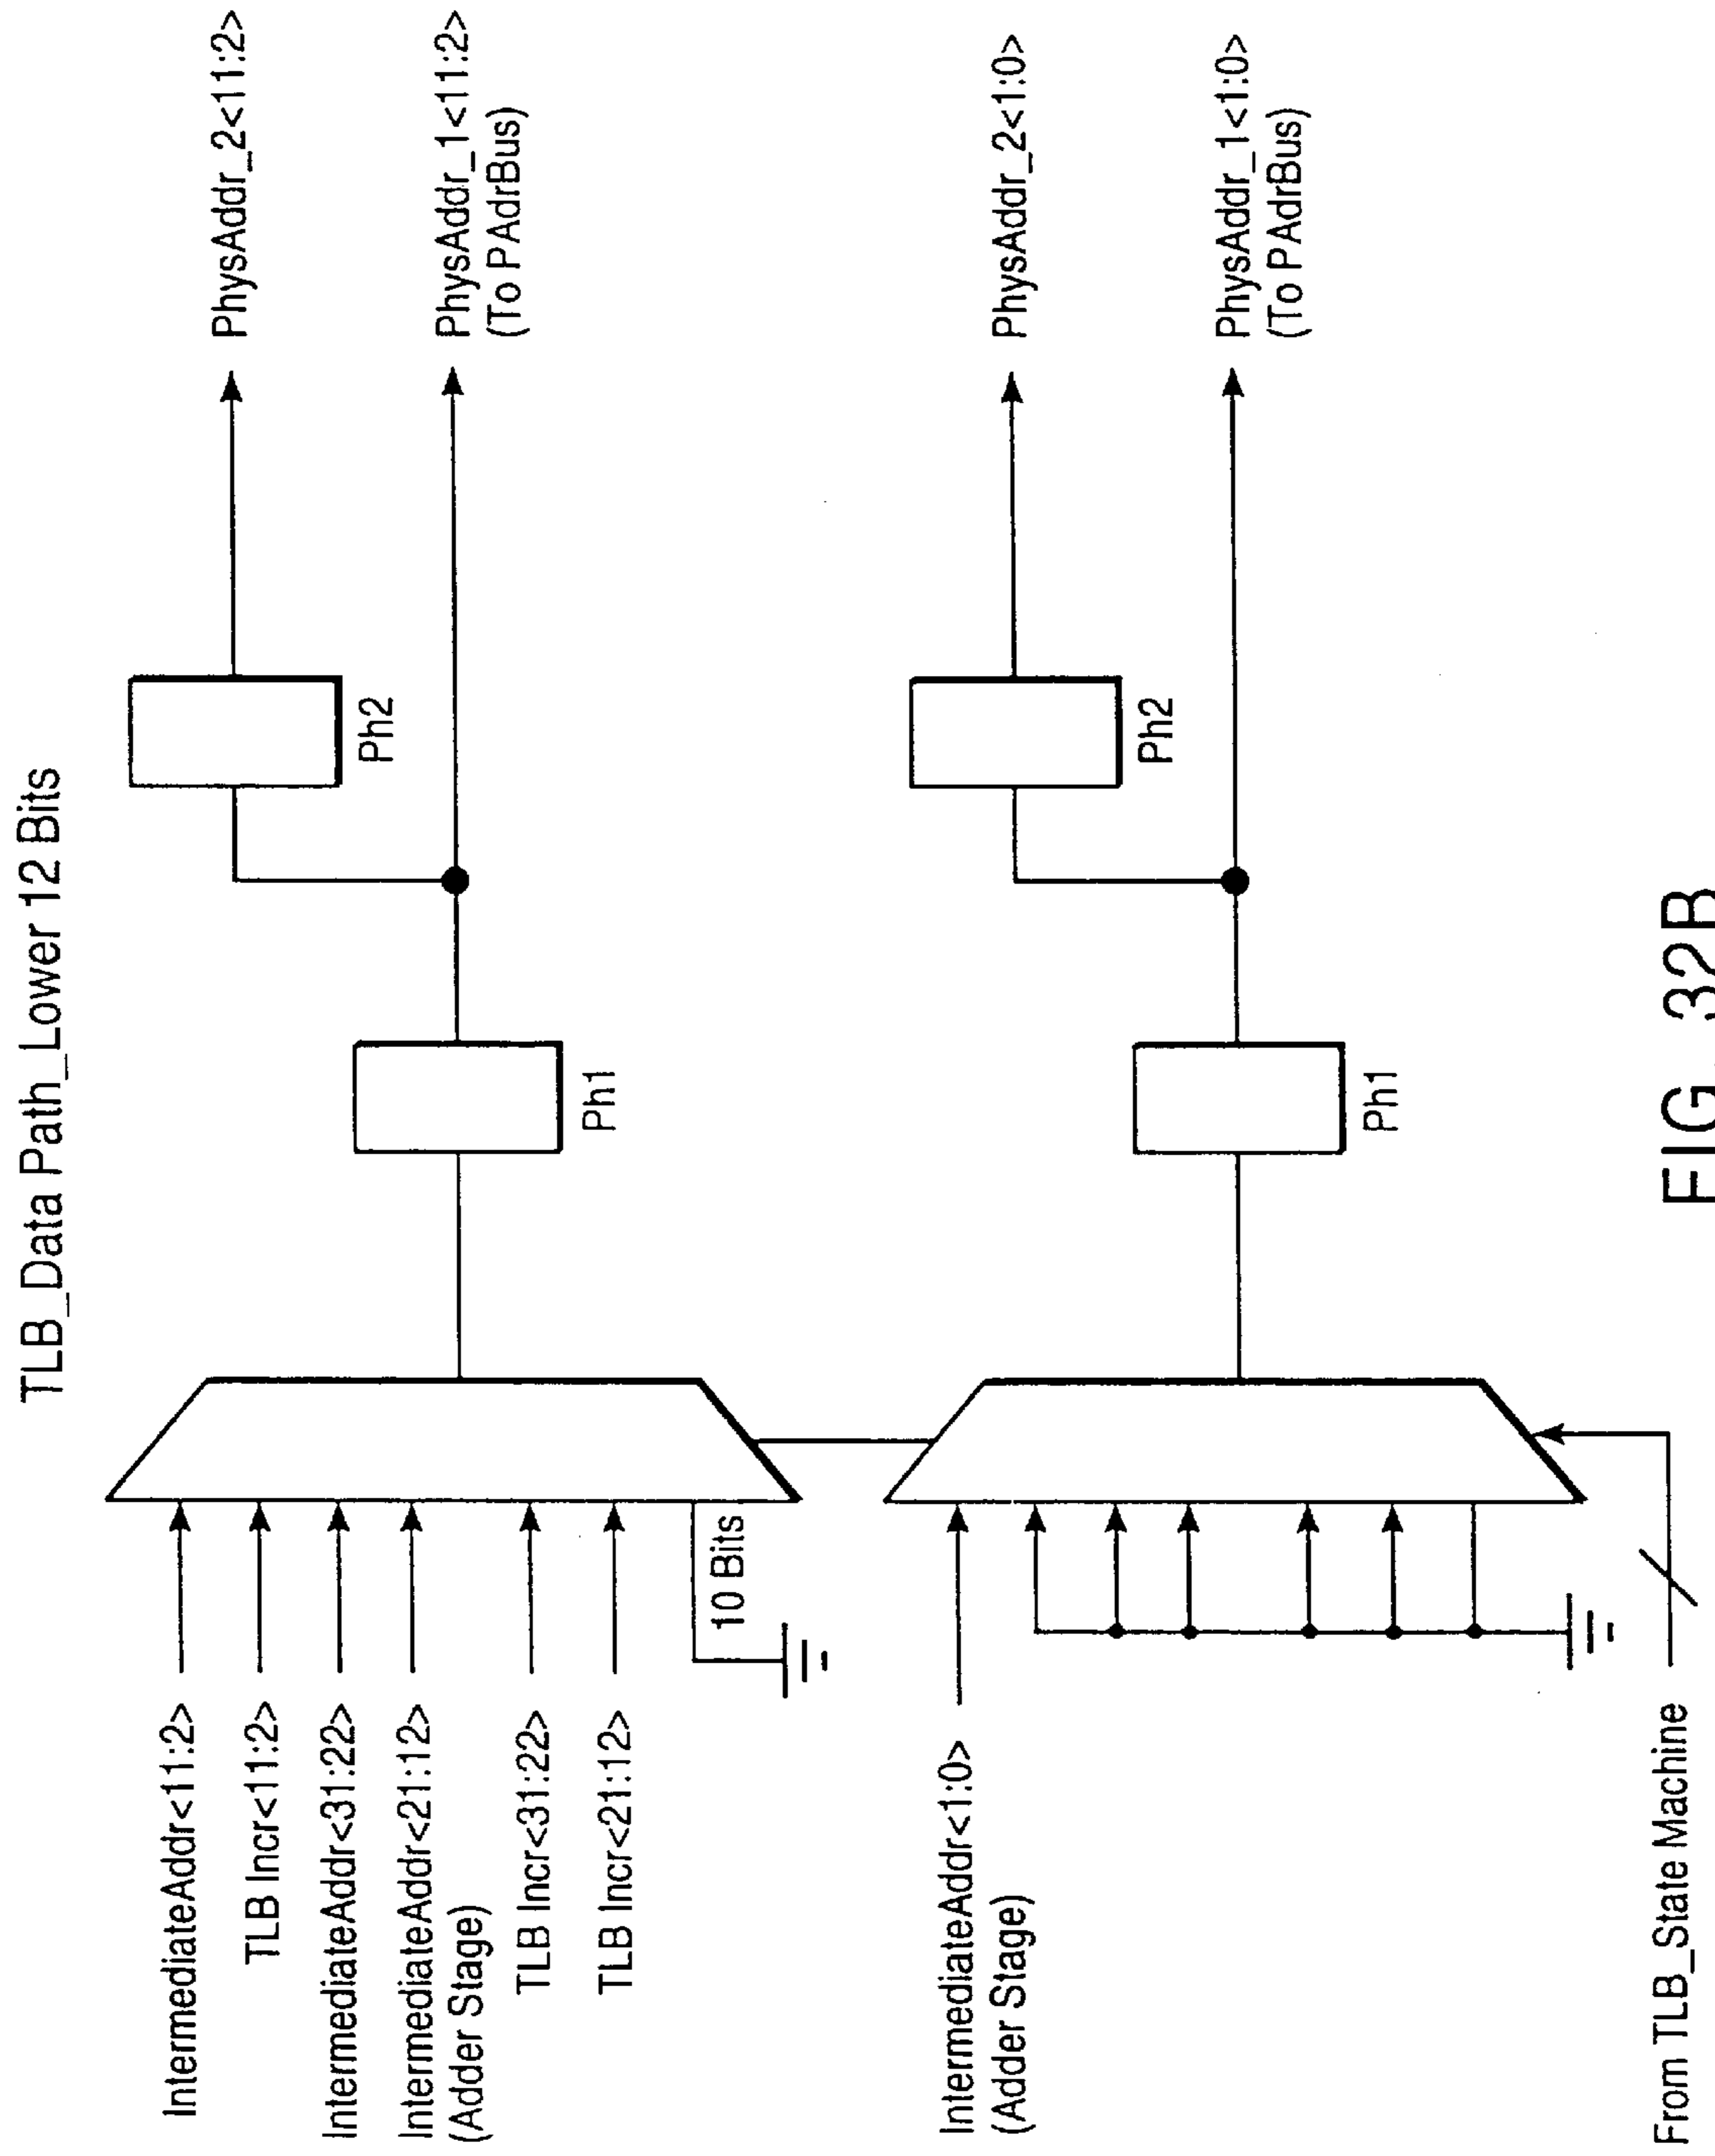 TLB_Data Path_Lower 12 Bits
IntermediateAddr<11:2>
TLB Incr<11:2>
IntermediateAddr<31:22>
IntermediateAddr<21:12>
(Adder Stage)
TLB Incr<31:22>
TLB Incr<21:12>
10 Bits
Ph1
Ph2
PhysAddr_2<11:2>
PhysAddr_1<11:2>
(To PAdrBus)
IntermediateAddr<1:0>
(Adder Stage)
From TLB_State Machine
Ph1
Ph2
PhysAddr_2<1:0>
PhysAddr_1<1:0>
(To PAdrBus)
FIG. 32B